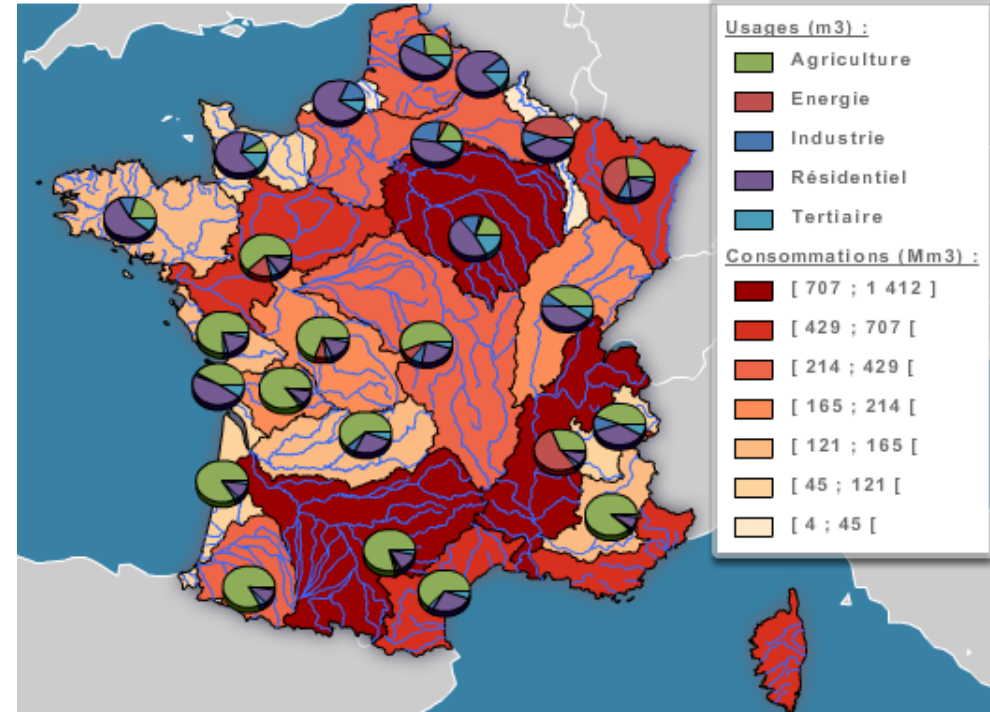 Usages (m3) :
Agriculture
Energie
Industrie
Résidentiel
Tertiaire
Consommations (Mm3) :
[ 707 ; 1 412 ]
[ 429 ; 707 [
[ 214 ; 429 [
[ 165 ; 214 [
[ 121 ; 165 [
[ 45 ; 121 [
[ 4 ; 45 [